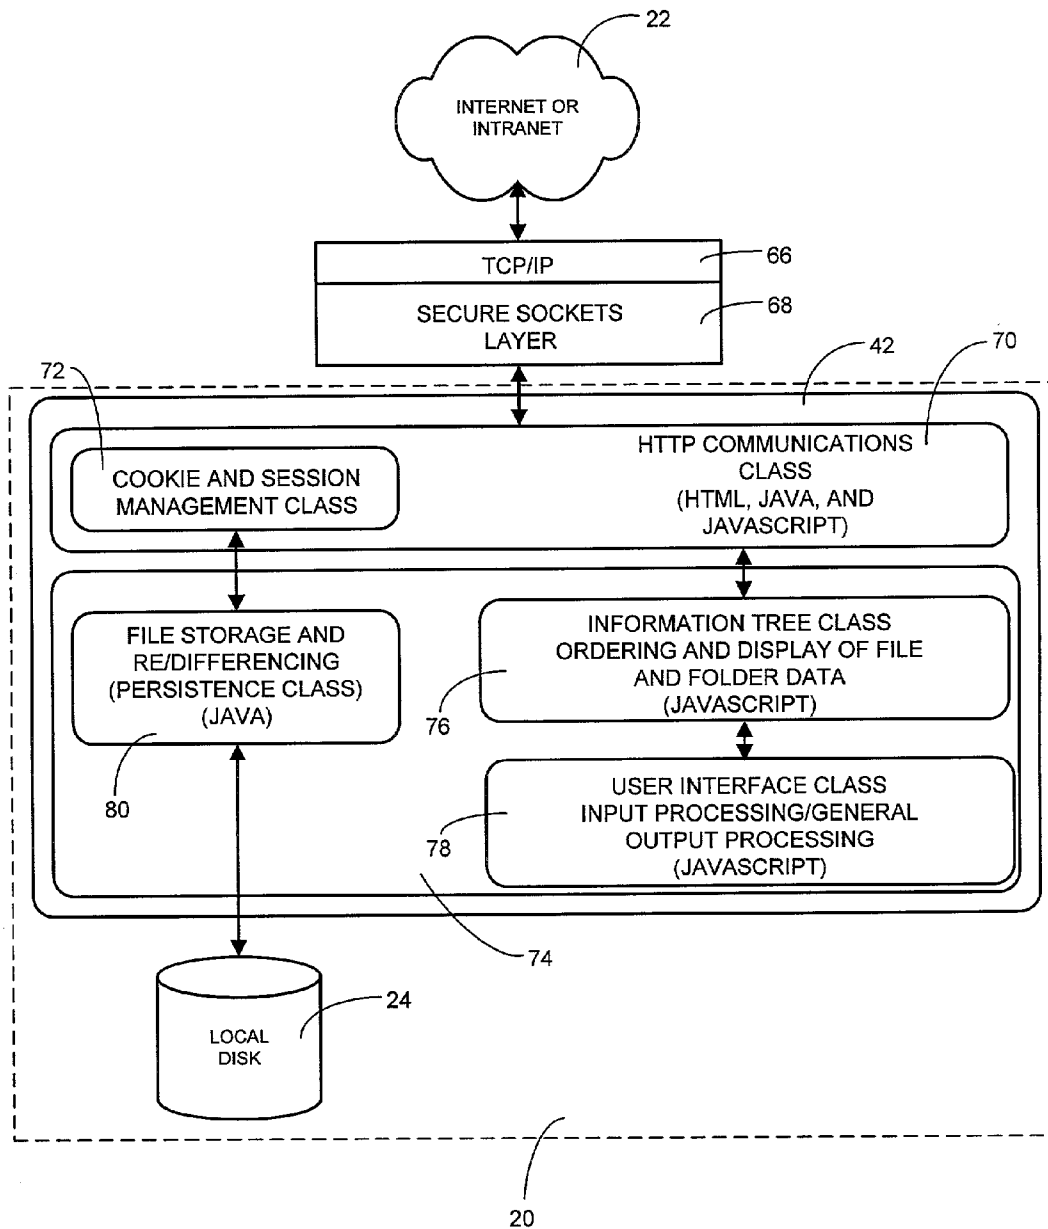 22
INTERNET OR
INTRANET
TCP/IP
66
SECURE SOCKETS
LAYER
68
72
42
70
COOKIE AND SESSION
MANAGEMENT CLASS
HTTP COMMUNICATIONS
CLASS
(HTML, JAVA, AND
JAVASCRIPT)
FILE STORAGE AND
RE/DIFFERENCING
(PERSISTENCE CLASS)
(JAVA)
80
INFORMATION TREE CLASS
ORDERING AND DISPLAY OF FILE
AND FOLDER DATA
(JAVASCRIPT)
76
USER INTERFACE CLASS
INPUT PROCESSING/GENERAL
OUTPUT PROCESSING
(JAVASCRIPT)
78
74
24
LOCAL
DISK
20